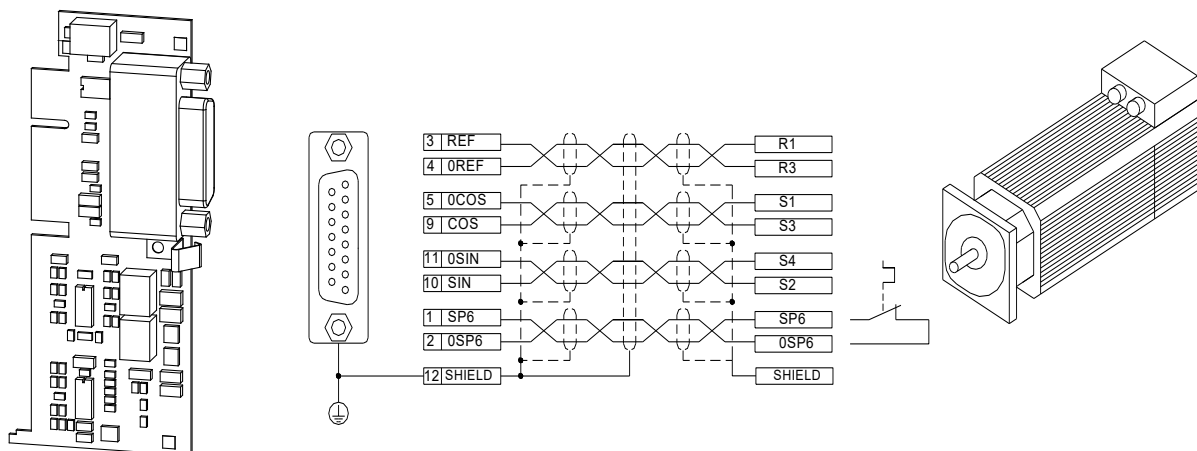 3 REF R1
4 0REF R3
5 0COS S1
9 COS S3
11 0SIN S4
10 SIN S2
1 SP6 SP6
2 0SP6 0SP6
12 SHIELD SHIELD